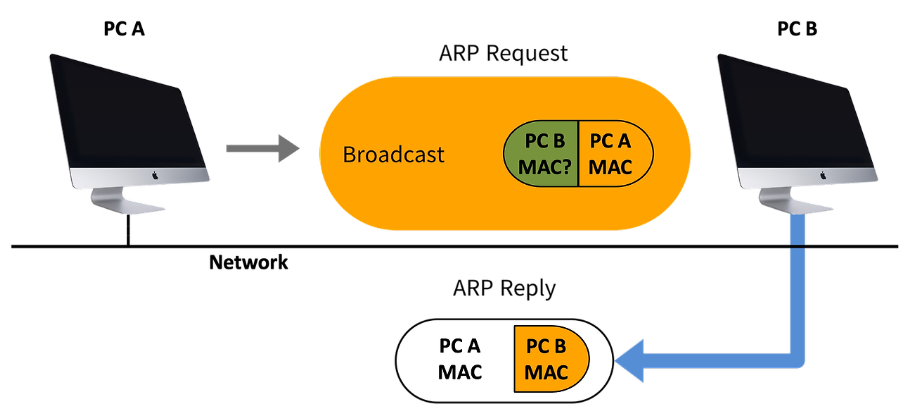 PC A
PC B
ARP Request
Broadcast
PC B
MAC?
PC A
MAC
Network
ARP Reply
PC A
MAC
PC B
MAC